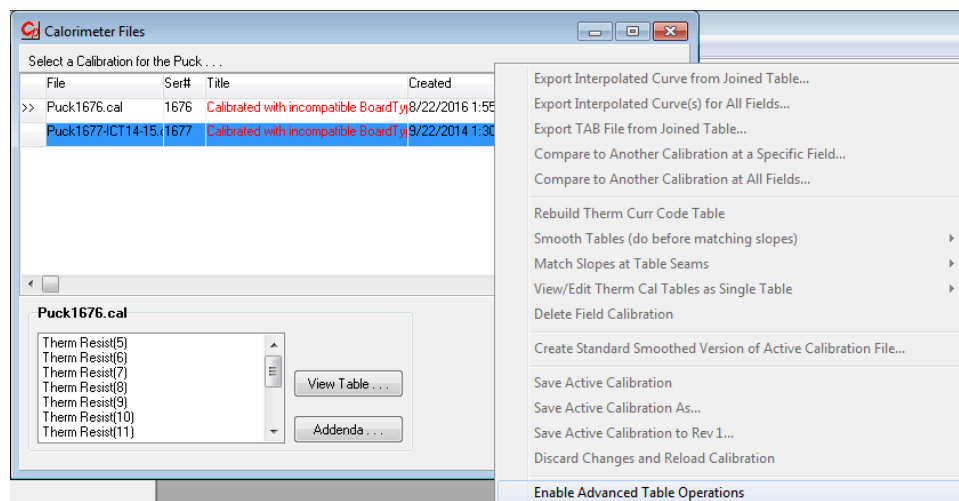 Calorimeter Files
Select a Calibration for the Puck . . .
File Ser# Title Created
>> Puck1676.cal 1676 Calibrated with incompatible BoardTy 8/22/2016 1:55
Puck1677-ICT14-15.c 1677 Calibrated with incompatible BoardTy 9/22/2014 1:30
Puck1676.cal
Therm Resist(5)
Therm Resist(6)
Therm Resist(7)
Therm Resist(8)
Therm Resist(9)
Therm Resist(10)
Therm Resist(11)
View Table . . .
Addenda . . .
Export Interpolated Curve from Joined Table...
Export Interpolated Curve(s) for All Fields...
Export TAB File from Joined Table...
Compare to Another Calibration at a Specific Field...
Compare to Another Calibration at All Fields...
Rebuild Therm Curr Code Table
Smooth Tables (do before matching slopes)
Match Slopes at Table Seams
View/Edit Therm Cal Tables as Single Table
Delete Field Calibration
Create Standard Smoothed Version of Active Calibration File...
Save Active Calibration
Save Active Calibration As...
Save Active Calibration to Rev 1...
Discard Changes and Reload Calibration
Enable Advanced Table Operations